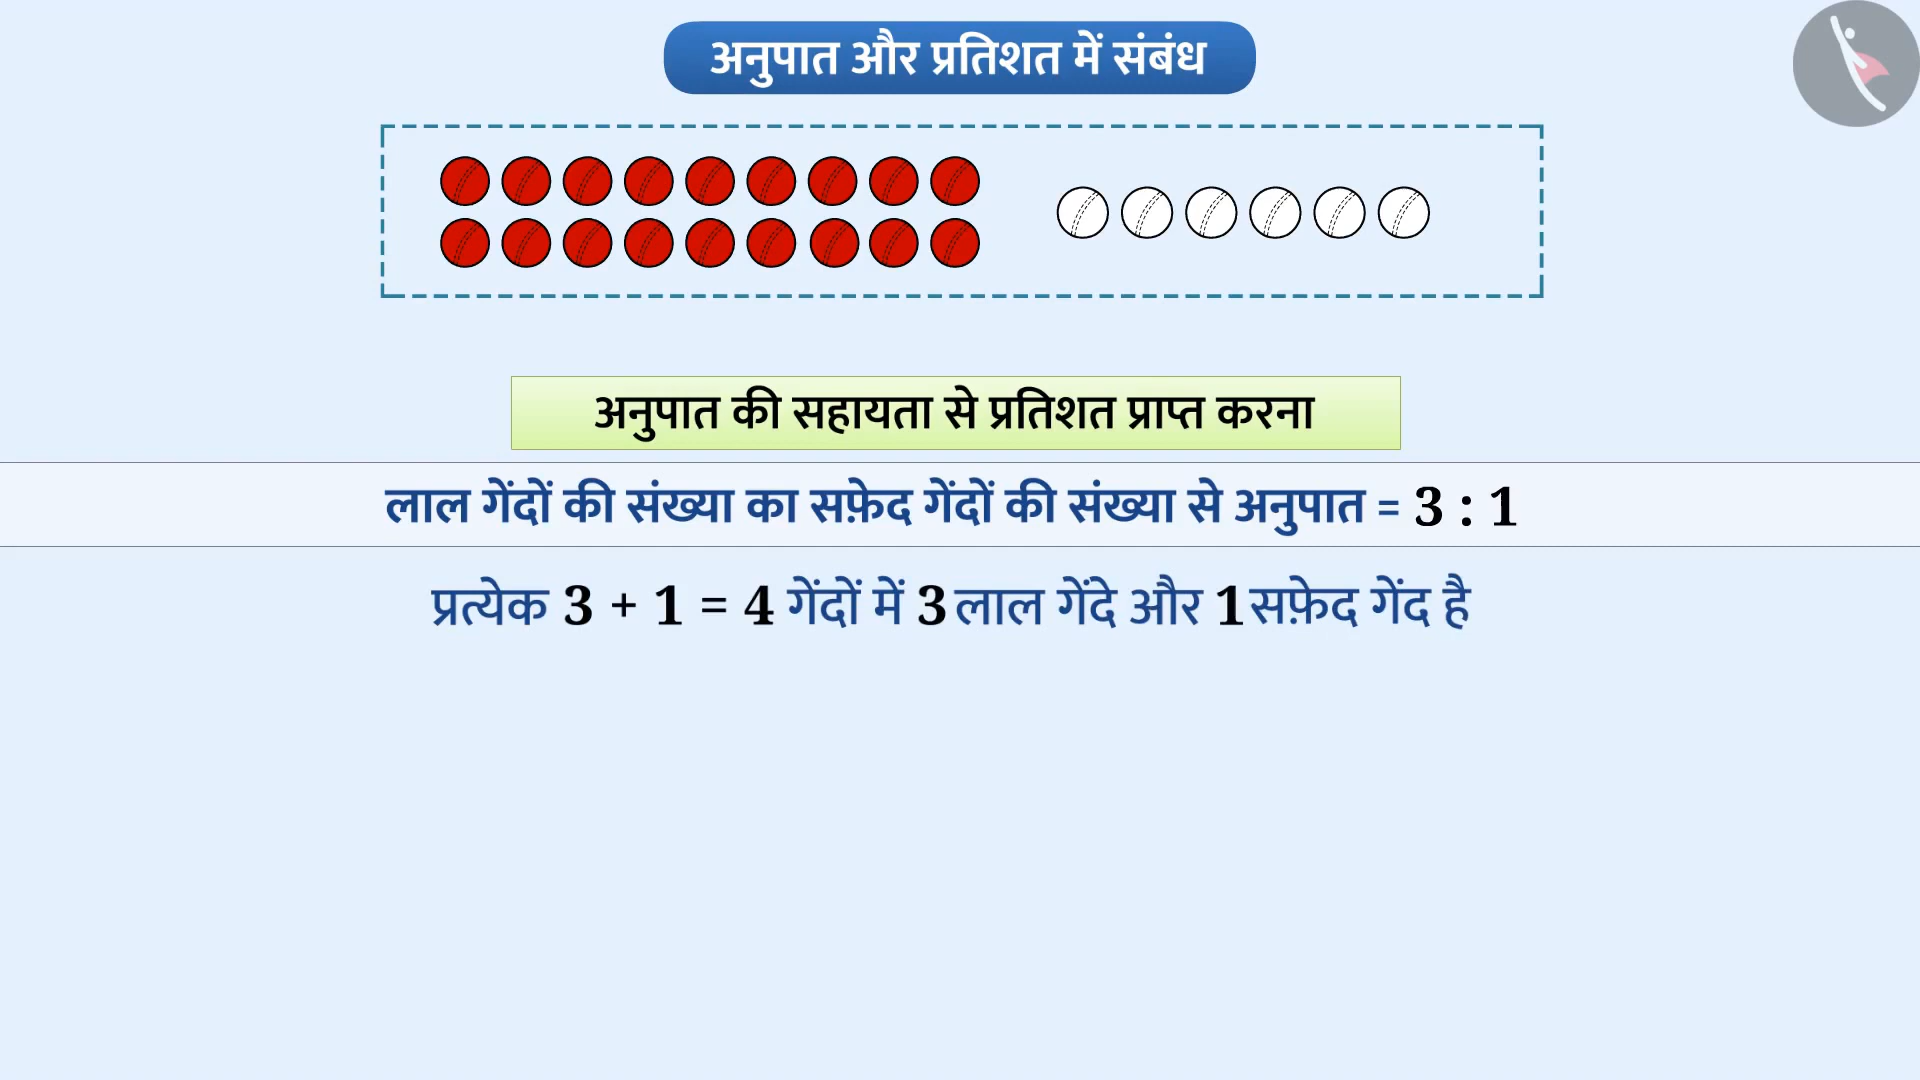 अनुपात और प्रतिशत में संबंध
अनुपात की सहायता से प्रतिशत प्राप्त करना
लाल गेंदों की संख्या का सफ़ेद गेंदों की संख्या से अनुपात = 3 : 1
प्रत्येक 3 + 1 = 4 गेंदों में 3 लाल गेंदे और 1 सफ़ेद गेंद है